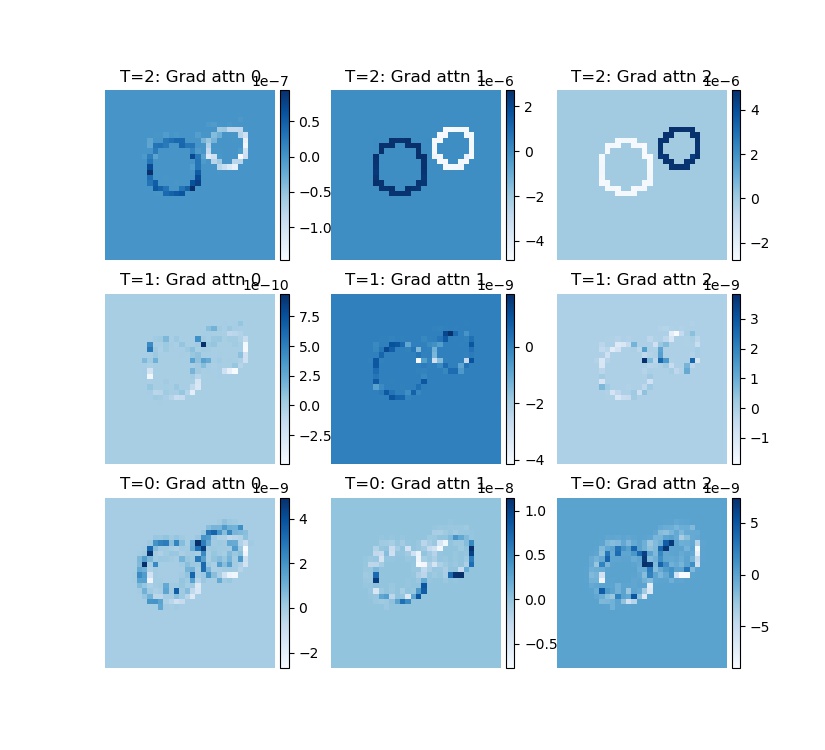 T=2: Grad attn 0
1e−7
0.5
0.0
−0.5
−1.0
T=2: Grad attn 1
1e−6
2
0
−2
−4
T=2: Grad attn 2
1e−6
4
2
0
−2
T=1: Grad attn 0
1e−10
7.5
5.0
2.5
0.0
−2.5
T=1: Grad attn 1
1e−9
0
−2
−4
T=1: Grad attn 2
1e−9
3
2
1
0
−1
T=0: Grad attn 0
1e−9
4
2
0
−2
T=0: Grad attn 1
1e−8
1.0
0.5
0.0
−0.5
T=0: Grad attn 2
1e−9
5
0
−5